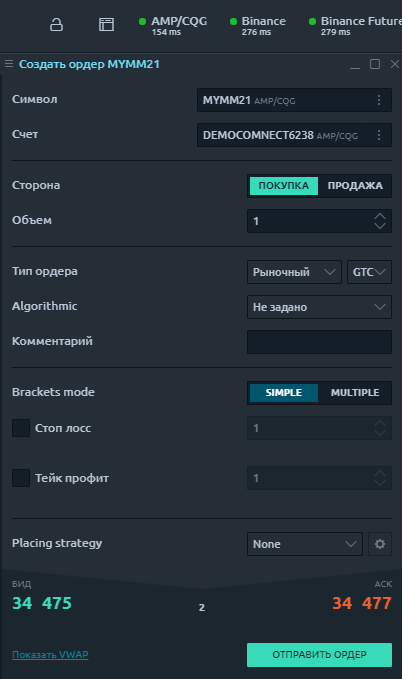 AMP/CQG Binance Binance Future
154 ms 276 ms 279 ms
Создать ордер MYMM21
Символ MYMM21 AMP/CQG
Счет DEMOCOMNECT6238 AMP/CQG
Сторона ПОКУПКА ПРОДАЖА
Объем 1
Тип ордера Рыночный GTC
Algorithmic Не задано
Комментарий
Brackets mode SIMPLE MULTIPLE
Стоп лосс 1
Тейк профит 1
Placing strategy None
БИД АСК
34 475 2 34 477
Показать VWAP ОТПРАВИТЬ ОРДЕР